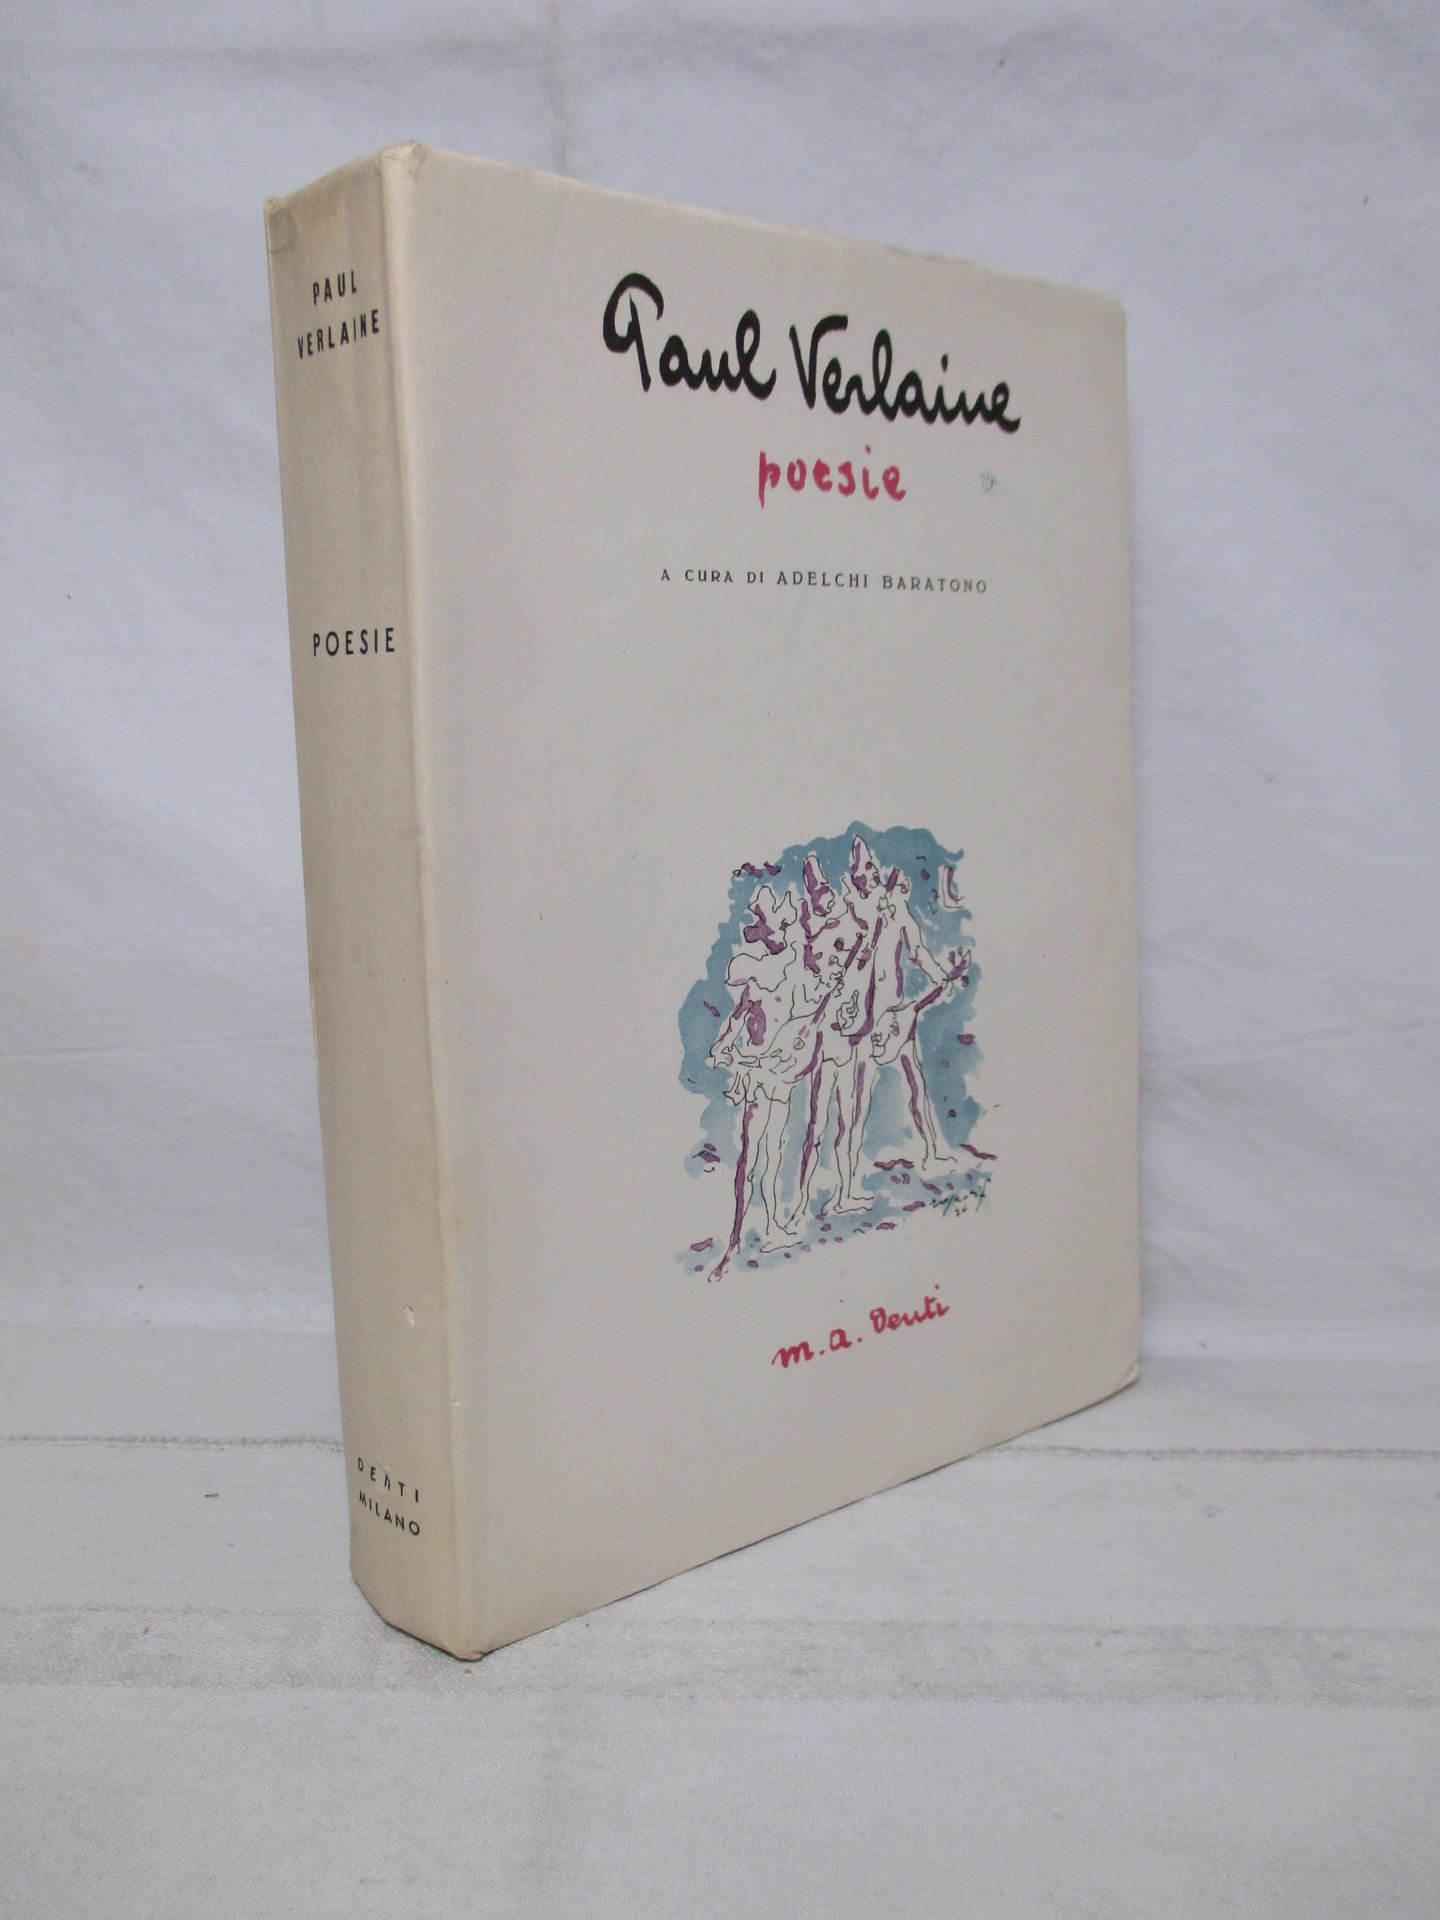 PAUL
VERLAINE
POESIE
DENTI
MILANO
Paul Verlaine
poesie
A CURA DI ADELCHI BARATONO
m. a. Denti